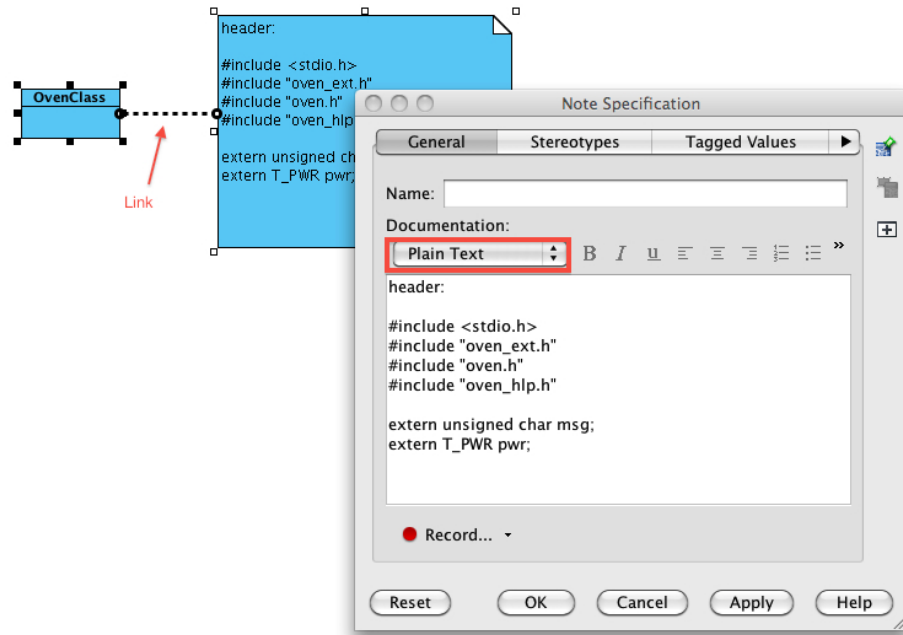 header:
#include <stdio.h>
#include "oven_ext.h"
#include "oven.h"
#include "oven_hlp
extern unsigned ch
extern T_PWR pwr;
OvenClass
Link
Note Specification
General Stereotypes Tagged Values
Name:
Documentation:
Plain Text B I u »
header:
#include <stdio.h>
#include "oven_ext.h"
#include "oven.h"
#include "oven_hlp.h"
extern unsigned char msg;
extern T_PWR pwr;
Record...
Reset OK Cancel Apply Help